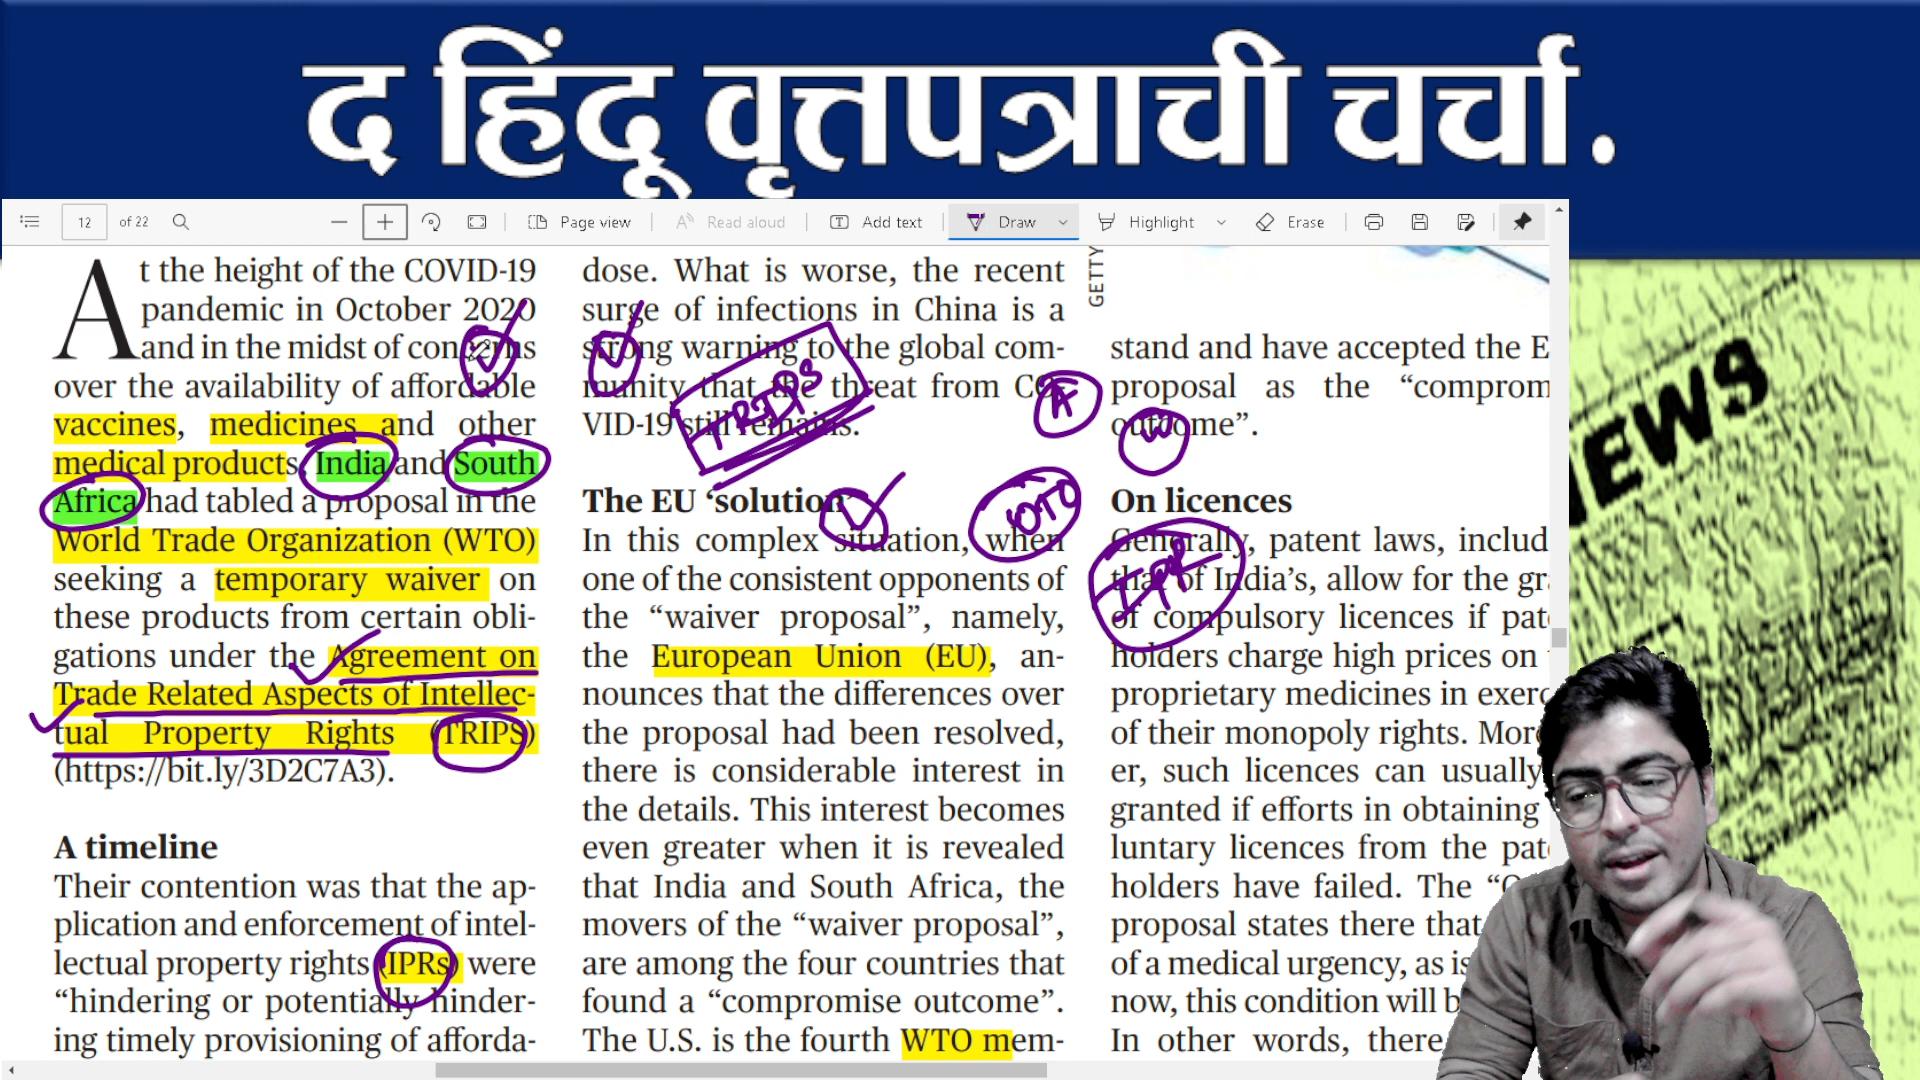 द हिंदू वृत्तपत्राची चर्चा.
12 of 22 Page view Read aloud Add text Draw Highlight Erase
At the height of the COVID-19
pandemic in October 2020
and in the midst of concerns
over the availability of affordable
vaccines, medicines and other
medical products, India and South
Africa had tabled a proposal in the
World Trade Organization (WTO)
seeking a temporary waiver on
these products from certain obli-
gations under the Agreement on
Trade Related Aspects of Intellec-
tual Property Rights (TRIPS)
(https://bit.ly/3D2C7A3).
A timeline
Their contention was that the ap-
plication and enforcement of intel-
lectual property rights (IPRs) were
“hindering or potentially hinder-
ing timely provisioning of afforda-
dose. What is worse, the recent
surge of infections in China is a
strong warning to the global com-
munity that the threat from CO-
VID-19 still remains.
TRIPS
The EU ‘solution’
In this complex situation, when
one of the consistent opponents of
the “waiver proposal”, namely,
the European Union (EU), an-
nounces that the differences over
the proposal had been resolved,
there is considerable interest in
the details. This interest becomes
even greater when it is revealed
that India and South Africa, the
movers of the “waiver proposal”,
are among the four countries that
found a “compromise outcome”.
The U.S. is the fourth WTO mem-
A
W
WTO
IPR
GETTY
stand and have accepted the E
proposal as the “comprom
outcome”.
On licences
Generally, patent laws, includ
that of India’s, allow for the gr
of compulsory licences if pat
holders charge high prices on
proprietary medicines in exerc
of their monopoly rights. Mor
er, such licences can usually
granted if efforts in obtaining
luntary licences from the pat
holders have failed. The “Q
proposal states there that
of a medical urgency, as is
now, this condition will b
In other words, there
NEWS